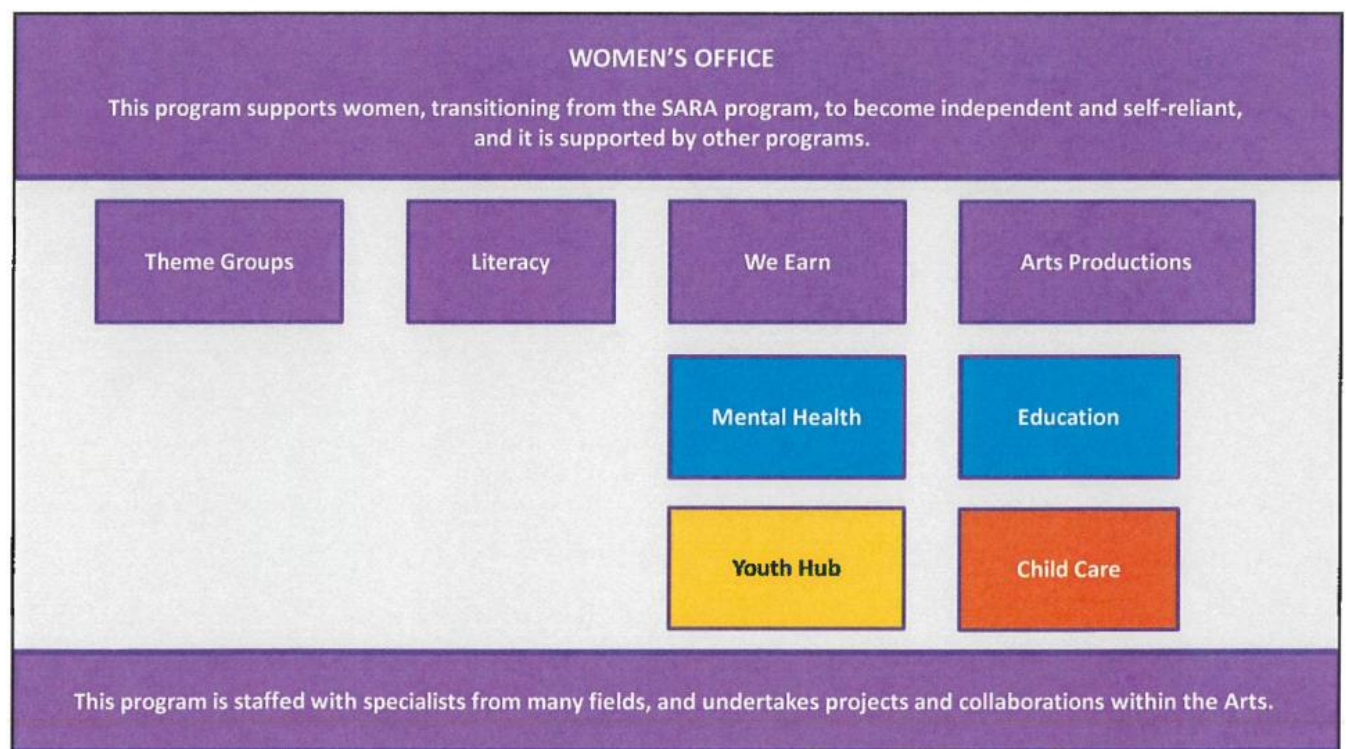 WOMEN'S OFFICE
This program supports women, transitioning from the SARA program, to become independent and self-reliant,
and it is supported by other programs.
Theme Groups
Literacy
We Earn
Arts Productions
Mental Health
Education
Youth Hub
Child Care
This program is staffed with specialists from many fields, and undertakes projects and collaborations within the Arts.